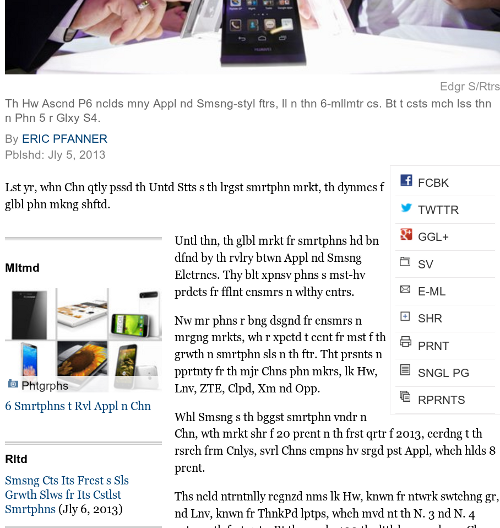 Edgr S/Rtrs
Th Hw Ascnd P6 nclds mny Appl nd Smsng-styl ftrs, ll n thn 6-mllmtr cs. Bt t csts mch lss thn
n Phn 5 r Glxy S4.
By ERIC PFANNER
Pblshd: Jly 5, 2013
Lst yr, whn Chn qtly pssd th Untd Stts s th lrgst smrtphn mrkt, th dynmcs f
glbl phn mkng shftd.
FCBK
TWTTR
GGL+
SV
E-ML
SHR
PRNT
SNGL PG
RPRNTS
Mltmd
Phtgrphs
6 Smrtphns t Rvl Appl n Chn
Rltd
Smsng Cts Its Frcst s Sls
Grwth Slws fr Its Cstlst
Smrtphns (Jly 6, 2013)
Untl thn, th glbl mrkt fr smrtphns hd bn
dfnd by th rvlry btwn Appl nd Smsng
Elctrncs. Thy blt xpnsv phns s mst-hv
prdcts fr fflnt cnsmrs n wlthy cntrs.
Nw mr phns r bng dsgnd fr cnsmrs n
mrgng mrkts, whr r xpctd t ccnt fr mst f th
grwth n smrtphn sls n th ftr. Tht prsnts n
pprtnty fr th mjr Chns phn mkrs, lk Hw,
Lnv, ZTE, Clpd, Xm nd Opp.
Whl Smsng s th bggst smrtphn vndr n
Chn, wth mrkt shr f 20 prcnt n th frst qrtr f 2013, ccrdng t th
rsrch frm Cnlys, svrl Chns cmpns hv srgd pst Appl, whch hlds 8
prcnt.
Ths ncld ntrntnlly rcgnzd nms lk Hw, knwn fr ntwrk swtchng gr,
nd Lnv, knwn fr ThnkPd lptps, whch mvd nt th N. 3 nd N. 4